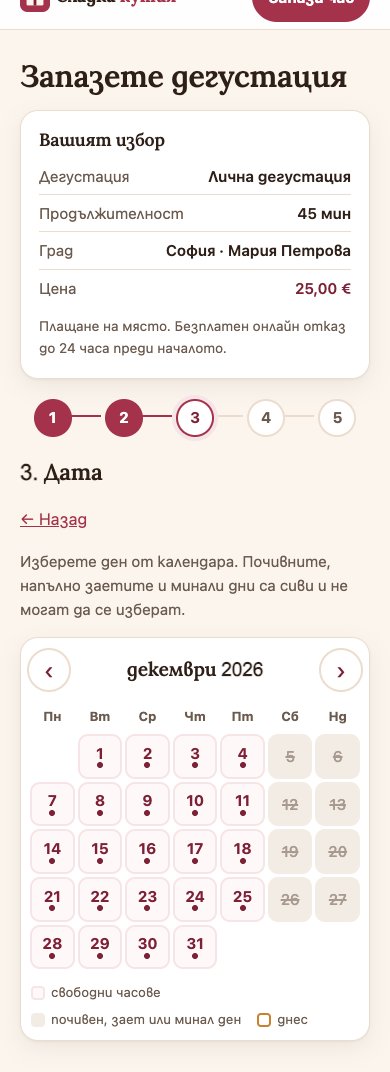 Запазете дегустация
Вашият избор
Дегустация Лична дегустация
Продължителност 45 мин
Град София · Мария Петрова
Цена 25,00 €
Плащане на място. Безплатен онлайн отказ
до 24 часа преди началото.
1 2 3 4 5
3. Дата
← Назад
Изберете ден от календара. Почивните,
напълно заетите и минали дни са сиви и не
могат да се изберат.
‹ декември 2026 ›
Пн Вт Ср Чт Пт Сб Нд
1 2 3 4 5 6
7 8 9 10 11 12 13
14 15 16 17 18 19 20
21 22 23 24 25 26 27
28 29 30 31
свободни часове
почивен, зает или минал ден днес